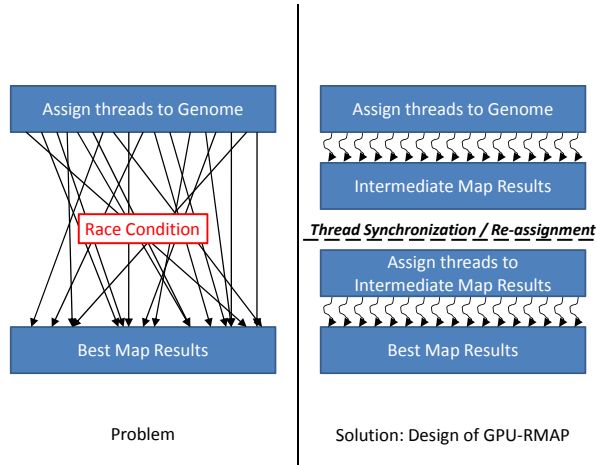 Assign threads to Genome
Race Condition
Best Map Results
Problem
Assign threads to Genome
Intermediate Map Results
Thread Synchronization / Re-assignment
Assign threads to
Intermediate Map Results
Best Map Results
Solution: Design of GPU-RMAP